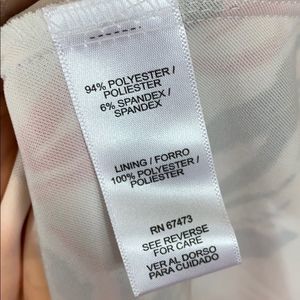 94% POLYESTER /
POLIESTER
6% SPANDEX /
SPANDEX
LINING / FORRO
100% POLYESTER /
POLIESTER
RN 67473
SEE REVERSE
FOR CARE
VER AL DORSO
PARA CUIDADO